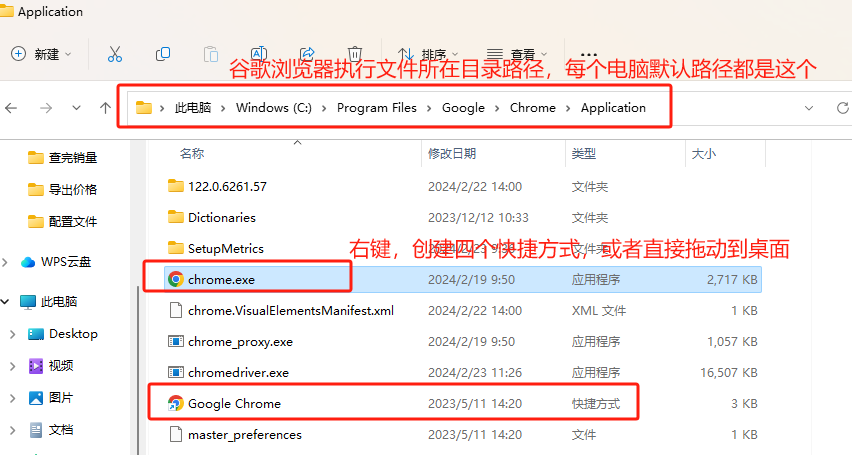 Application
新建
排序
查看
谷歌浏览器执行文件所在目录路径，每个电脑默认路径都是这个
此电脑 > Windows (C:) > Program Files > Google > Chrome > Application
名称 修改日期 类型 大小
查完销量
导出价格
配置文件
WPS云盘
此电脑
Desktop
视频
图片
文档
122.0.6261.57 2024/2/22 14:00 文件夹
Dictionaries 2023/12/12 10:33 文件夹
SetupMetrics
右键，创建四个快捷方式，或者直接拖动到桌面
chrome.exe 2024/2/19 9:50 应用程序 2,717 KB
chrome.VisualElementsManifest.xml 2024/2/22 14:00 XML 文件 1 KB
chrome_proxy.exe 2024/2/19 9:50 应用程序 1,057 KB
chromedriver.exe 2024/2/23 11:26 应用程序 16,507 KB
Google Chrome 2023/5/11 14:20 快捷方式 3 KB
master_preferences 2023/5/11 14:20 文件 1 KB